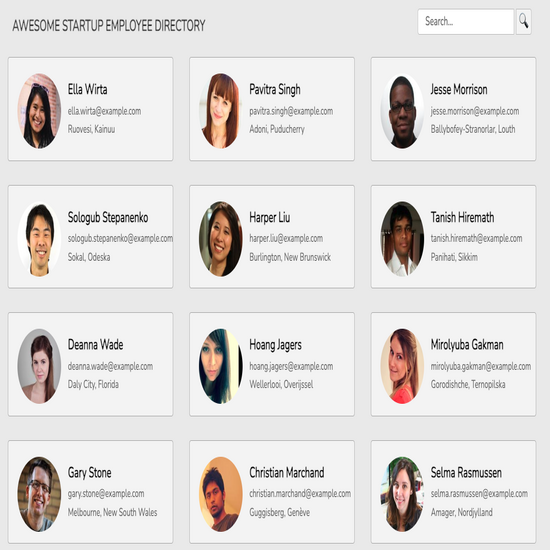 AWESOME STARTUP EMPLOYEE DIRECTORY
Search...
Ella Wirta
ella.wirta@example.com
Ruovesi, Kainuu
Pavitra Singh
pavitra.singh@example.com
Adoni, Puducherry
Jesse Morrison
jesse.morrison@example.com
Ballybofey-Stranorlar, Louth
Sologub Stepanenko
sologub.stepanenko@example.com
Sokal, Odeska
Harper Liu
harper.liu@example.com
Burlington, New Brunswick
Tanish Hiremath
tanish.hiremath@example.com
Panihati, Sikkim
Deanna Wade
deanna.wade@example.com
Daly City, Florida
Hoang Jagers
hoang.jagers@example.com
Wellerlooi, Overijssel
Mirolyuba Gakman
mirolyuba.gakman@example.com
Gorodishche, Ternopilska
Gary Stone
gary.stone@example.com
Melbourne, New South Wales
Christian Marchand
christian.marchand@example.com
Guggisberg, Genève
Selma Rasmussen
selma.rasmussen@example.com
Amager, Nordjylland